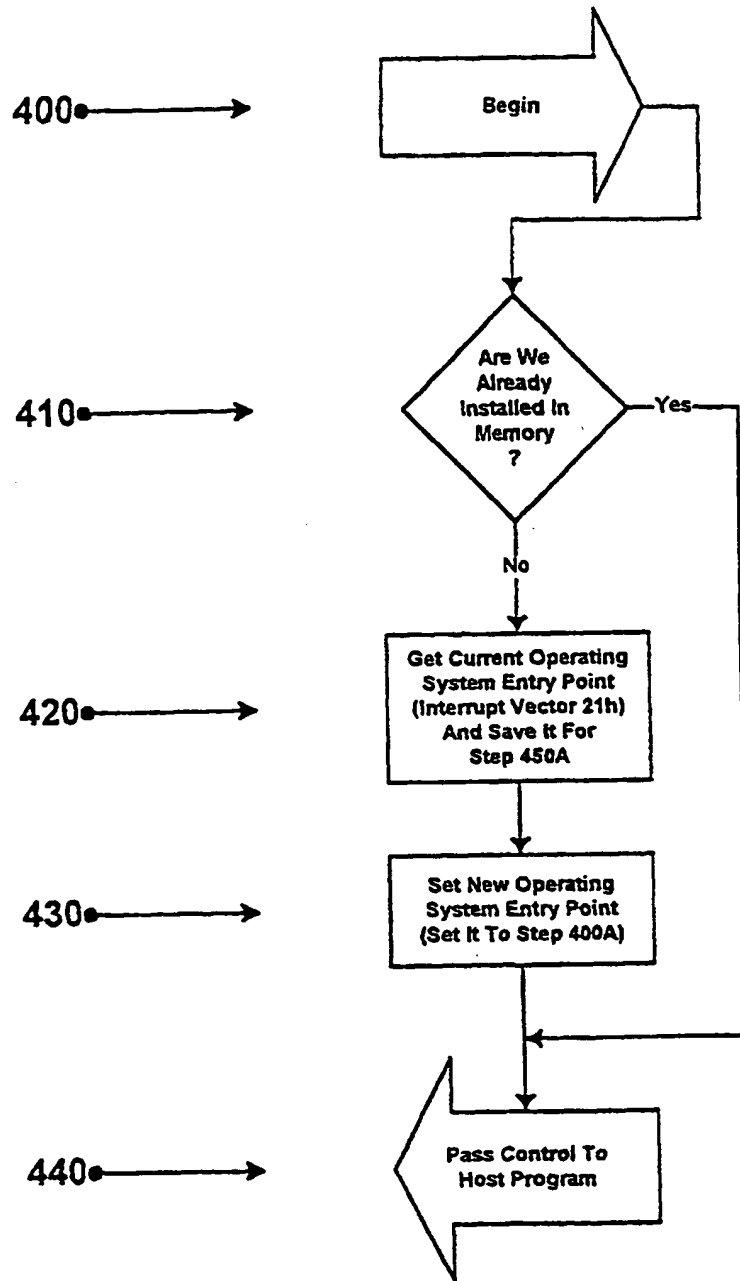 400
Begin
410
Are We
Already
Installed In
Memory
?
Yes
No
420
Get Current Operating
System Entry Point
(Interrupt Vector 21h)
And Save It For
Step 450A
430
Set New Operating
System Entry Point
(Set It To Step 400A)
440
Pass Control To
Host Program